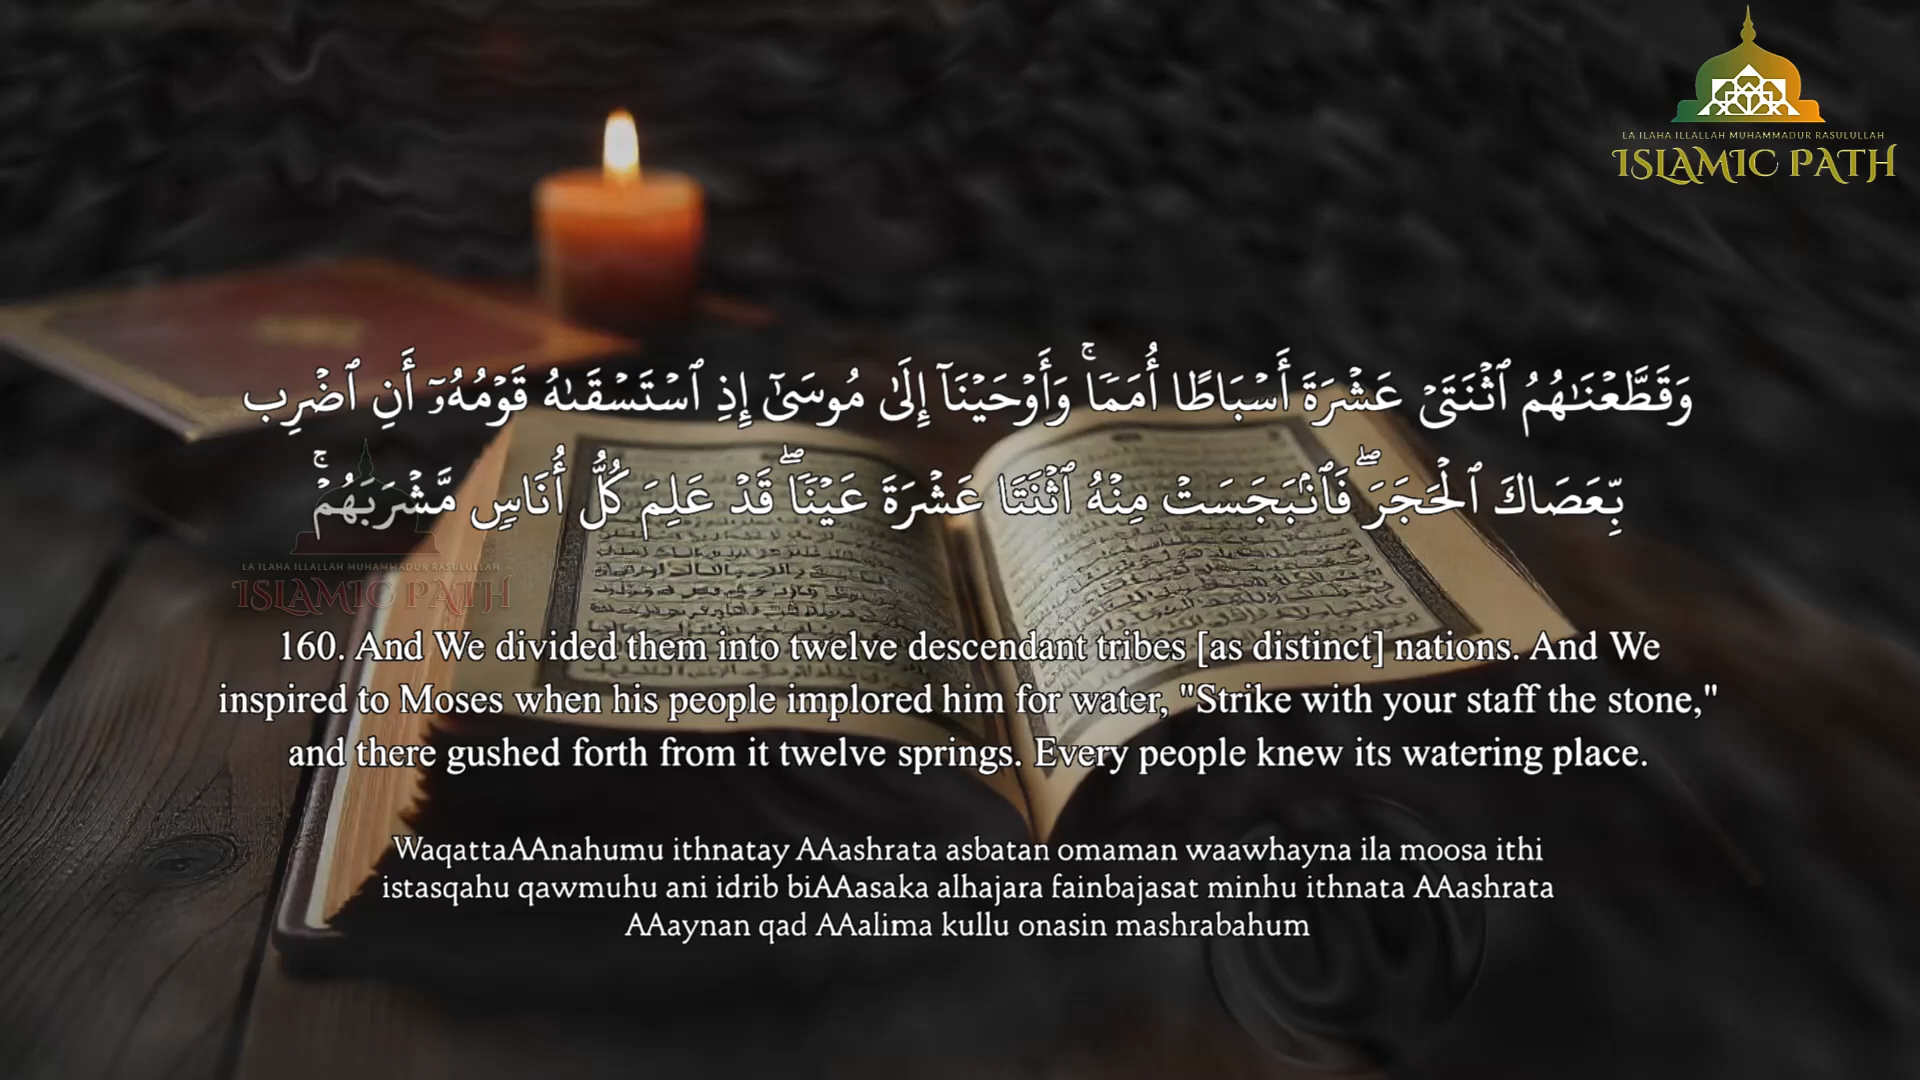 LA ILAHA ILLALLAH MUHAMMADUR RASULULLAH
ISLAMIC PATH
وَقَطَّعْنَٰهُمُ ٱثْنَتَىْ عَشْرَةَ أَسْبَاطًا أُمَمًا ۚ وَأَوْحَيْنَآ إِلَىٰ مُوسَىٰٓ إِذِ ٱسْتَسْقَىٰهُ قَوْمُهُۥٓ أَنِ ٱضْرِب
بِّعَصَاكَ ٱلْحَجَرَ ۖ فَٱنۢبَجَسَتْ مِنْهُ ٱثْنَتَا عَشْرَةَ عَيْنًا ۖ قَدْ عَلِمَ كُلُّ أُنَاسٍ مَّشْرَبَهُمْ ۚ
LA ILAHA ILLALLAH MUHAMMADUR RASULULLAH
ISLAMIC PATH
160. And We divided them into twelve descendant tribes [as distinct] nations. And We
inspired to Moses when his people implored him for water, "Strike with your staff the stone,"
and there gushed forth from it twelve springs. Every people knew its watering place.
WaqattaAAnahumu ithnatay AAashrata asbatan omaman waawhayna ila moosa ithi
istasqahu qawmuhu ani idrib biAAasaka alhajara fainbajasat minhu ithnata AAashrata
AAaynan qad AAalima kullu onasin mashrabahum